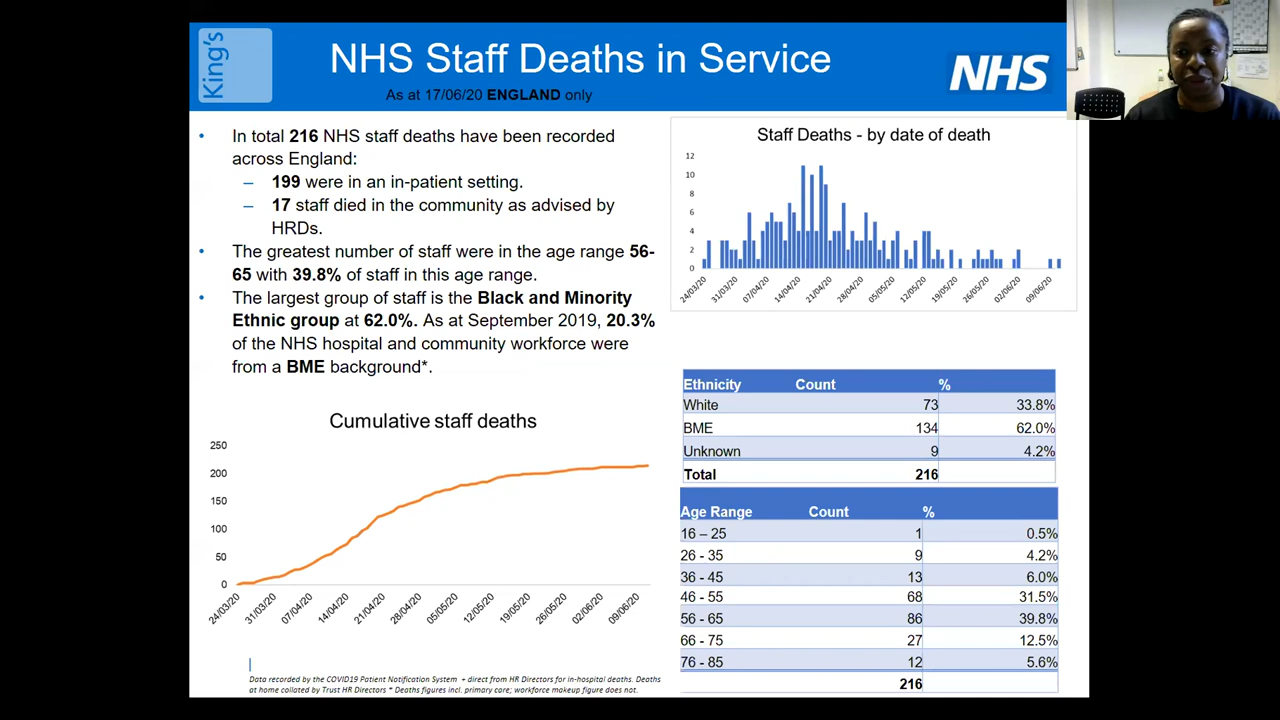 King's
NHS Staff Deaths in Service
NHS
As at 17/06/20 ENGLAND only
• In total 216 NHS staff deaths have been recorded
across England:
– 199 were in an in-patient setting.
– 17 staff died in the community as advised by
HRDs.
• The greatest number of staff were in the age range 56-
65 with 39.8% of staff in this age range.
• The largest group of staff is the Black and Minority
Ethnic group at 62.0%. As at September 2019, 20.3%
of the NHS hospital and community workforce were
from a BME background*.
Staff Deaths - by date of death
12
10
8
6
4
2
0
24/03/20 31/03/20 07/04/20 14/04/20 21/04/20 28/04/20 05/05/20 12/05/20 19/05/20 26/05/20 02/06/20 09/06/20
Cumulative staff deaths
250
200
150
100
50
0
24/03/20 31/03/20 07/04/20 14/04/20 21/04/20 28/04/20 05/05/20 12/05/20 19/05/20 26/05/20 02/06/20 09/06/20
Ethnicity Count %
White 73 33.8%
BME 134 62.0%
Unknown 9 4.2%
Total 216
Age Range Count %
16 – 25 1 0.5%
26 - 35 9 4.2%
36 - 45 13 6.0%
46 - 55 68 31.5%
56 - 65 86 39.8%
66 - 75 27 12.5%
76 - 85 12 5.6%
216
Data recorded by the COVID19 Patient Notification System + direct from HR Directors for in-hospital deaths. Deaths
at home collated by Trust HR Directors * Deaths figures incl. primary care; workforce makeup figure does not.